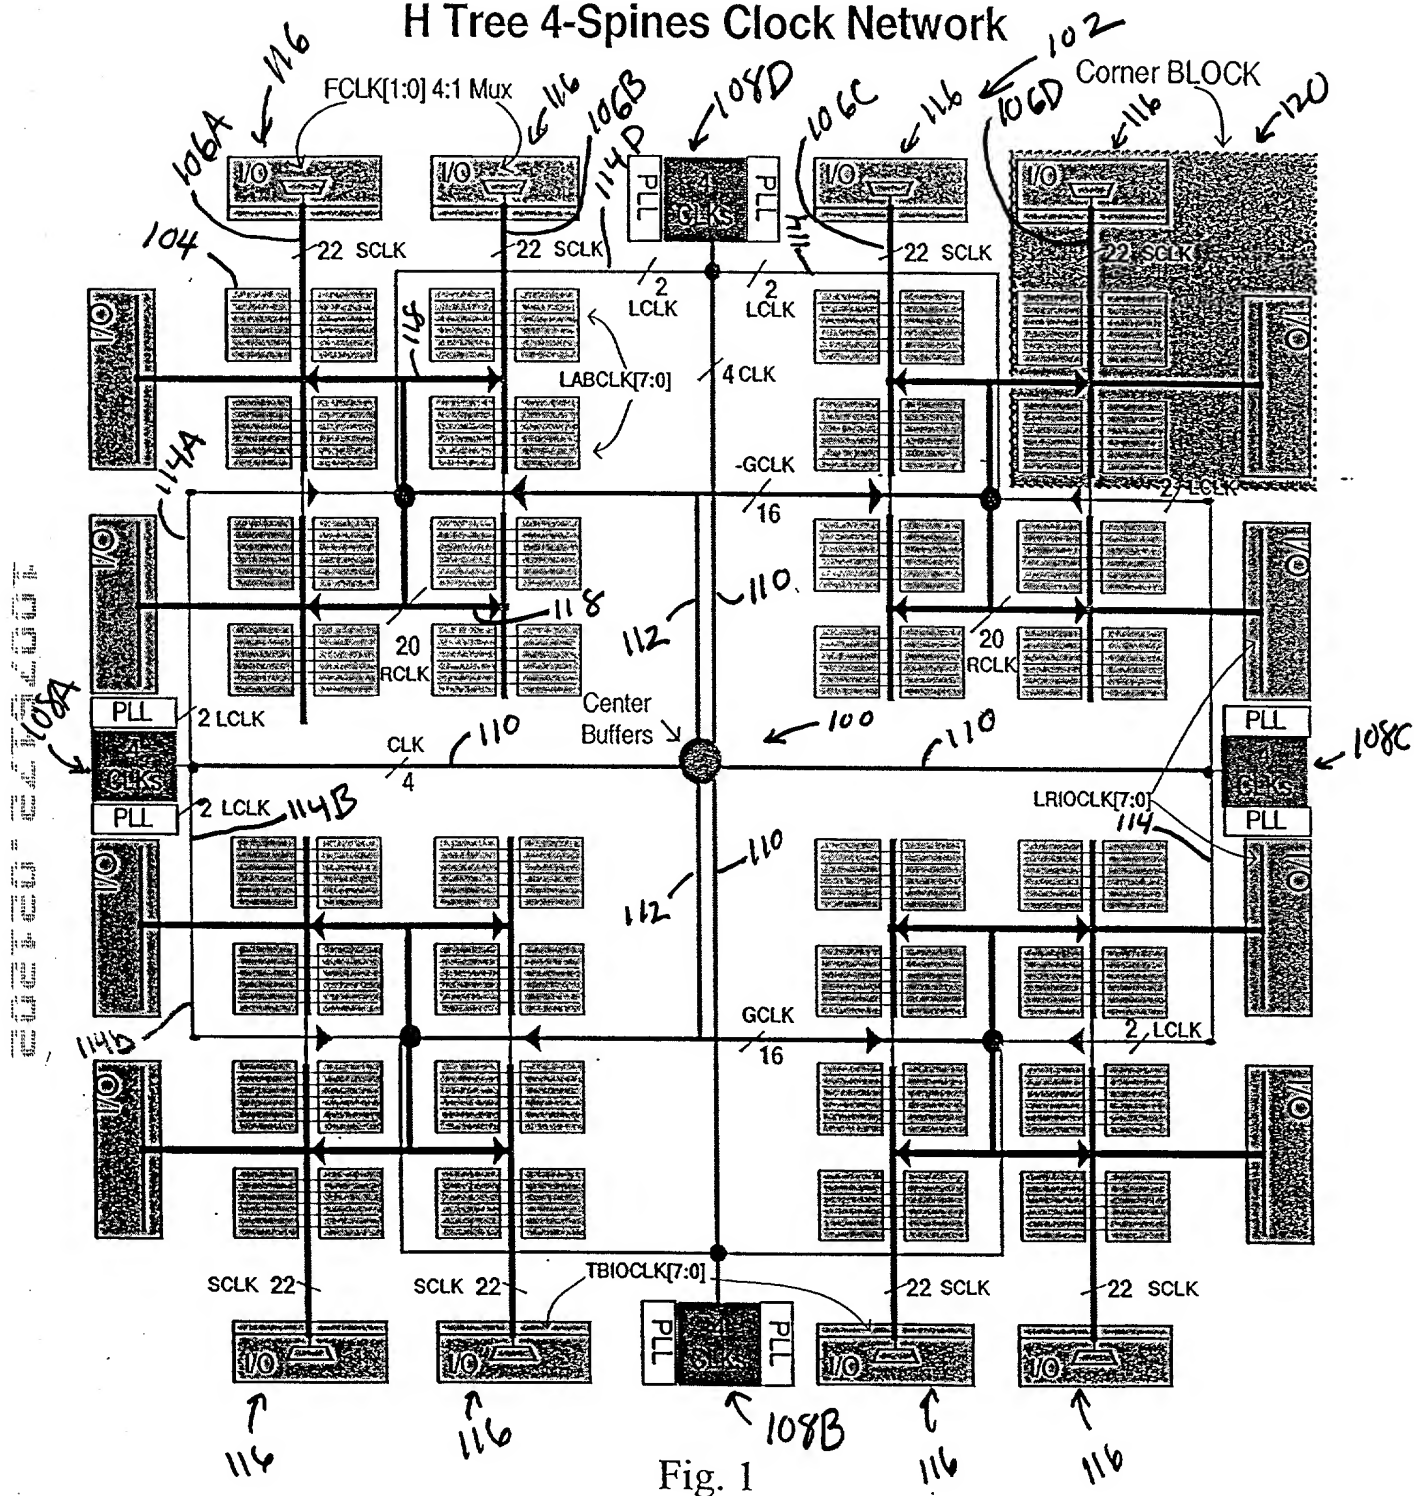 H Tree 4-Spines Clock Network
116
FCLK[1:0] 4:1 Mux
116
106B
108D
106C
116
102
106D
Corner BLOCK
116
120
106A
114D
114
I/O
I/O
PLL
4
CLKs
PLL
I/O
I/O
104
22 SCLK
22 SCLK
22 SCLK
22 SCLK
2
LCLK
2
LCLK
I/O
118
LABCLK[7:0]
4 CLK
I/O
114A
-GCLK
16
2 LCLK
I/O
I/O
118
112
110
20
RCLK
20
RCLK
108A
PLL
2 LCLK
Center
Buffers
100
110
PLL
4
CLKs
CLK
4
110
4
CLKs
108C
PLL
2 LCLK
114B
LRIOCLK[7:0]
114
PLL
I/O
110
112
I/O
114b
GCLK
16
2 LCLK
I/O
I/O
SCLK 22
SCLK 22
TBIOCLK[7:0]
22 SCLK
22 SCLK
I/O
I/O
PLL
4
CLKs
PLL
I/O
I/O
116
116
108B
116
116
Fig. 1